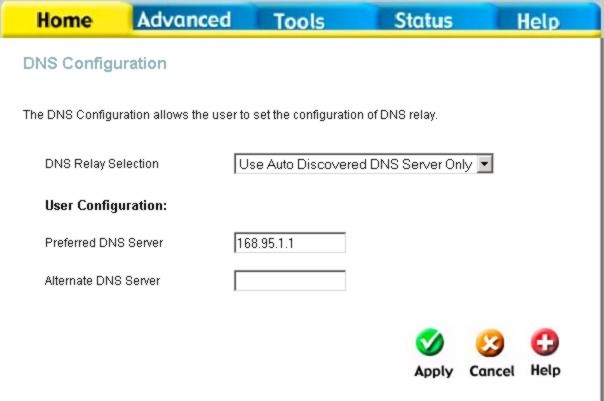 Home Advanced Tools Status Help
DNS Configuration
The DNS Configuration allows the user to set the configuration of DNS relay.
DNS Relay Selection Use Auto Discovered DNS Server Only
User Configuration:
Preferred DNS Server 168.95.1.1
Alternate DNS Server
Apply Cancel Help